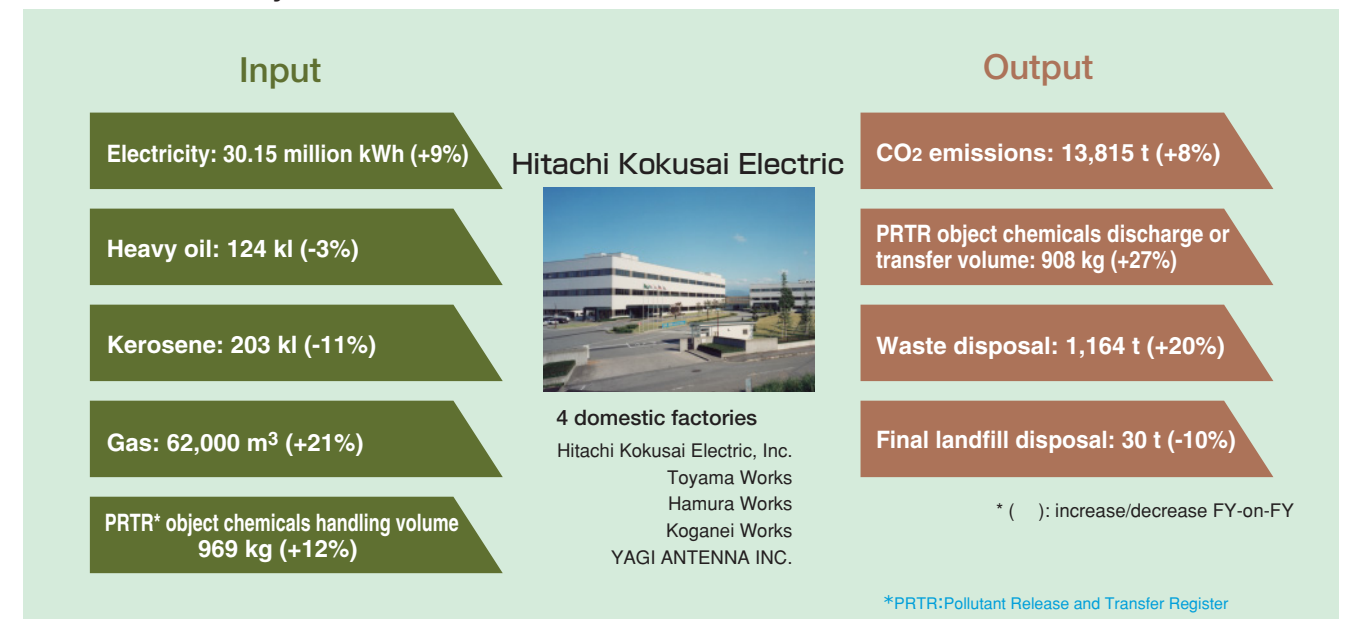 Input
Output
Electricity: 30.15 million kWh (+9%)
Heavy oil: 124 kl (-3%)
Kerosene: 203 kl (-11%)
Gas: 62,000 m³ (+21%)
PRTR* object chemicals handling volume
969 kg (+12%)
Hitachi Kokusai Electric
4 domestic factories
Hitachi Kokusai Electric, Inc.
Toyama Works
Hamura Works
Koganei Works
YAGI ANTENNA INC.
CO2 emissions: 13,815 t (+8%)
PRTR object chemicals discharge or
transfer volume: 908 kg (+27%)
Waste disposal: 1,164 t (+20%)
Final landfill disposal: 30 t (-10%)
* ( ): increase/decrease FY-on-FY
*PRTR:Pollutant Release and Transfer Register